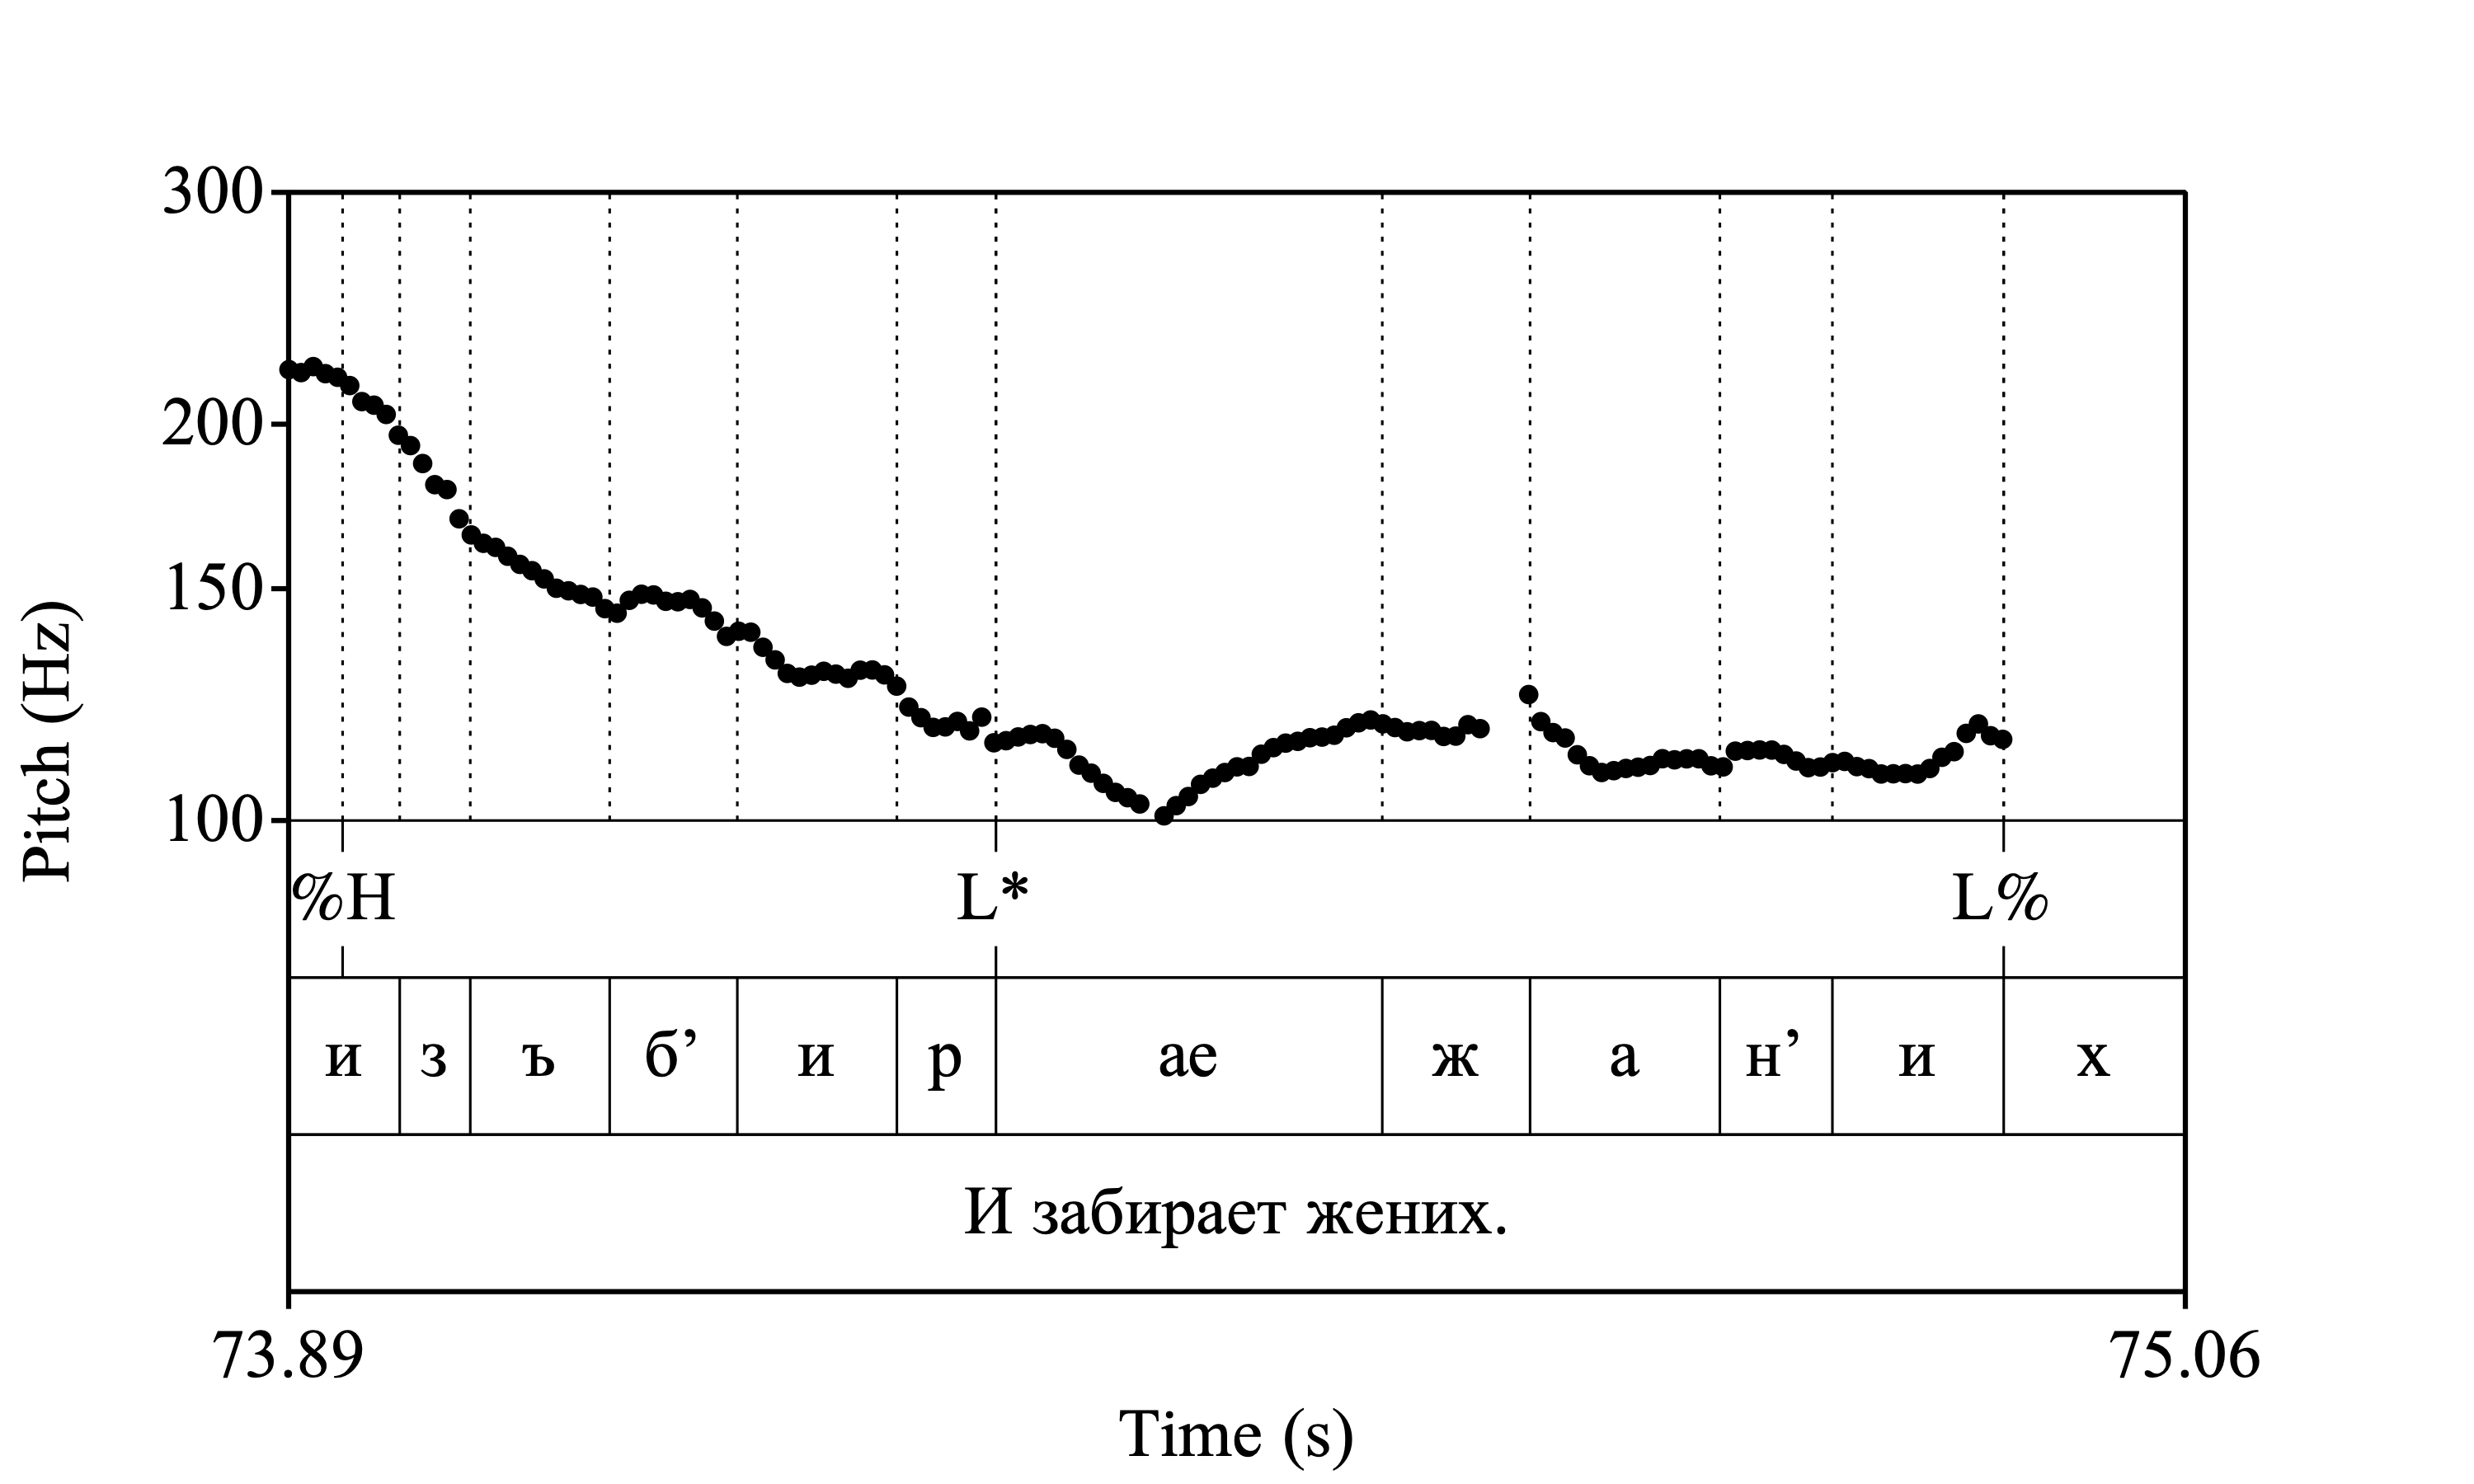 300
200
150
100
Pitch (Hz)
%H L* L%
и з ъ б’ и р ае ж а н’ и х
И забирает жених.
73.89 75.06
Time (s)